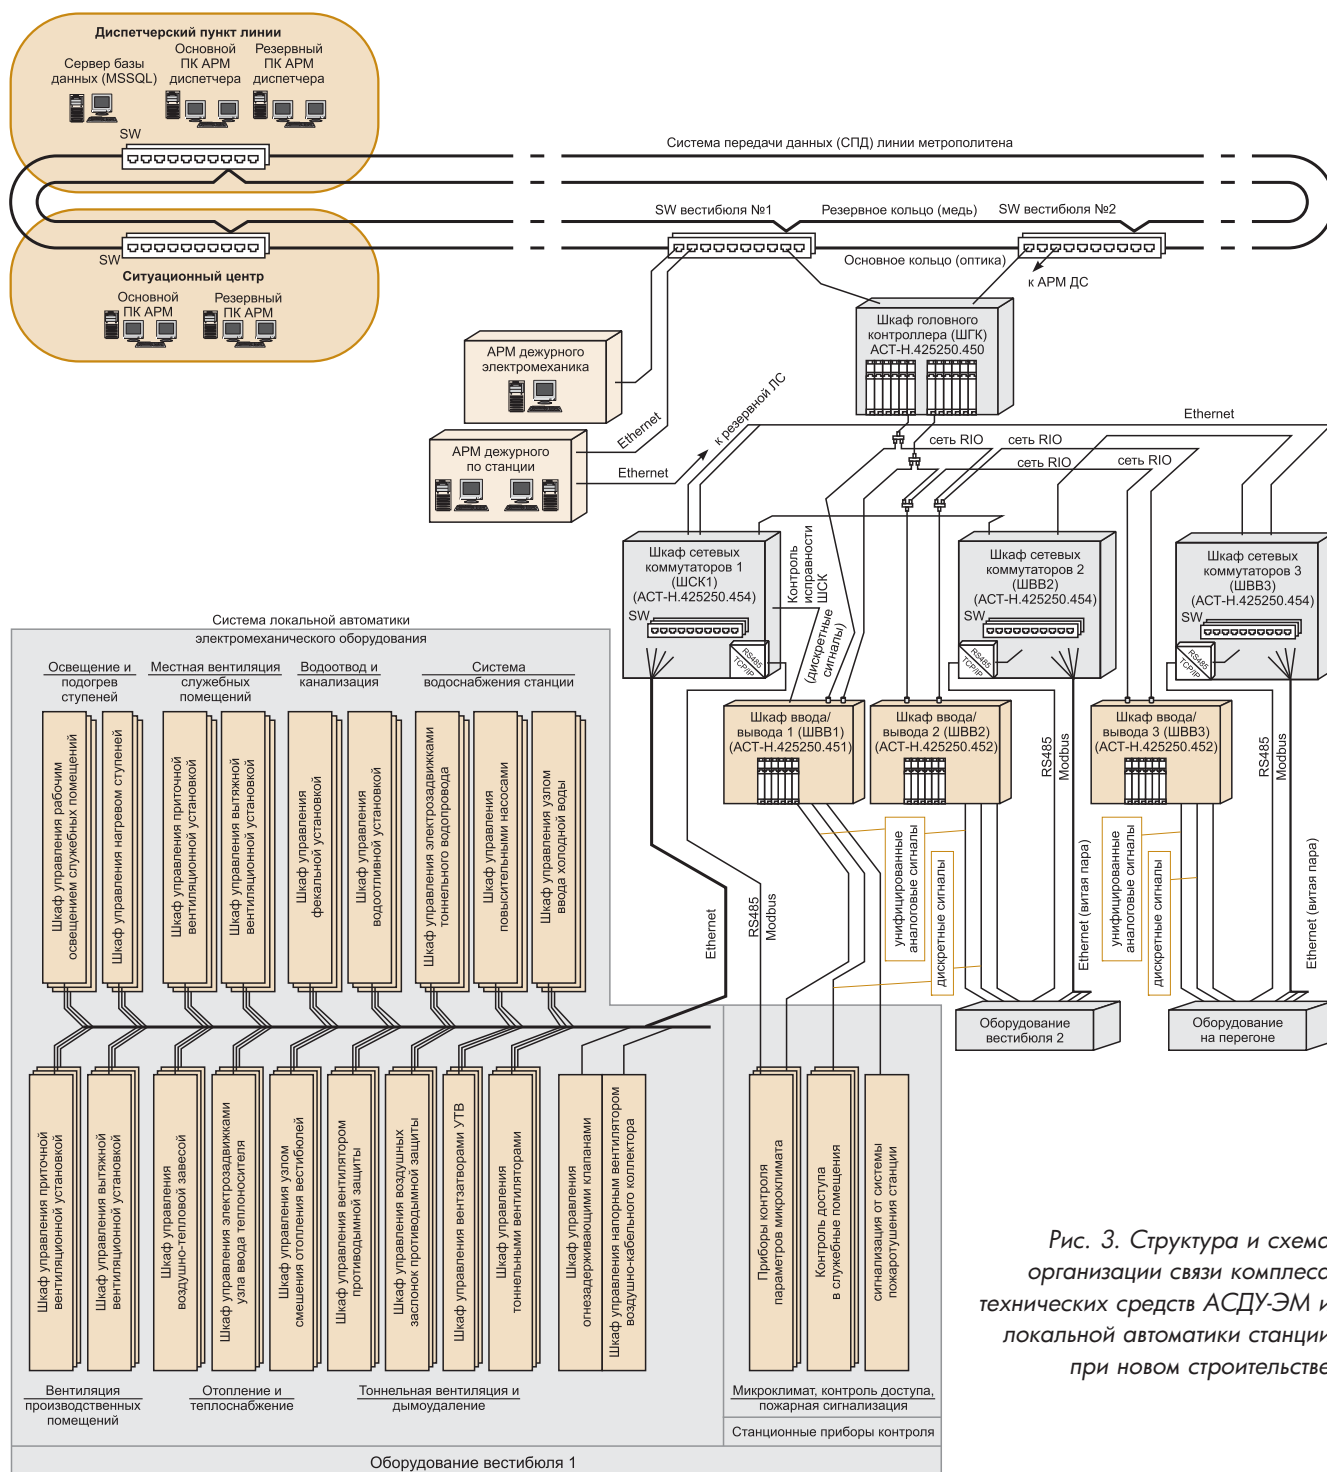 Диспетчерский пункт линии
Сервер базы
данных (MSSQL)
Основной
ПК АРМ
диспетчера
Резервный
ПК АРМ
диспетчера
SW
Система передачи данных (СПД) линии метрополитена
SW вестибюля №1
Резервное кольцо (медь)
SW вестибюля №2
SW
Основное кольцо (оптика)
к АРМ ДС
Ситуационный центр
Основной
ПК АРМ
Резервный
ПК АРМ
Шкаф головного
контроллера (ШГК)
АСТ-Н.425250.450
АРМ дежурного
электромеханика
АРМ дежурного
по станции
Ethernet
Ethernet
к резервной ЛС
Ethernet
сеть RIO
сеть RIO
сеть RIO
сеть RIO
Шкаф сетевых
коммутаторов 1
(ШСК1)
(АСТ-Н.425250.454)
SW
RS485
TCP/IP
Контроль
исправности
ШСК
(дискретные
сигналы)
Шкаф сетевых
коммутаторов 2
(ШВВ2)
(АСТ-Н.425250.454)
SW
RS485
TCP/IP
Шкаф сетевых
коммутаторов 3
(ШВВ3)
(АСТ-Н.425250.454)
SW
RS485
TCP/IP
Шкаф ввода/
вывода 1 (ШВВ1)
(АСТ-Н.425250.451)
Шкаф ввода/
вывода 2 (ШВВ2)
(АСТ-Н.425250.452)
Шкаф ввода/
вывода 3 (ШВВ3)
(АСТ-Н.425250.452)
RS485
Modbus
RS485
Modbus
унифицированные
аналоговые сигналы
дискретные сигналы
Ethernet (витая пара)
унифицированные
аналоговые сигналы
дискретные сигналы
Ethernet (витая пара)
Ethernet
RS485
Modbus
Оборудование
вестибюля 2
Оборудование
на перегоне
Система локальной автоматики
электромеханического оборудования
Освещение и
подогрев
ступеней
Местная вентиляция
служебных
помещений
Водоотвод и
канализация
Система
водоснабжения станции
Шкаф управления рабочим
освещением служебных помещений
Шкаф управления нагревом ступеней
Шкаф управления приточной
вентиляционной установкой
Шкаф управления вытяжной
вентиляционной установкой
Шкаф управления
фекальной установкой
Шкаф управления
водоотливной установкой
Шкаф управления электрозадвижками
тоннельного водопровода
Шкаф управления
повысительными насосами
Шкаф управления узлом
ввода холодной воды
Шкаф управления приточной
вентиляционной установкой
Шкаф управления вытяжной
вентиляционной установкой
Шкаф управления
воздушно-тепловой завесой
Шкаф управления электрозадвижками
узла ввода теплоносителя
Шкаф управления узлом
смешения отопления вестибюлей
Шкаф управления вентилятором
противодымной защиты
Шкаф управления воздушных
заслонок противодымной защиты
Шкаф управления вентзатворами УТВ
Шкаф управления
тоннельными вентиляторами
Шкаф управления
огнезадерживающими клапанами
Шкаф управления напорным вентилятором
воздушно-кабельного коллектора
Приборы контроля
параметров микроклимата
Контроль доступа
в служебные помещения
сигнализация от системы
пожаротушения станции
Вентиляция
производственных
помещений
Отопление и
теплоснабжение
Тоннельная вентиляция и
дымоудаление
Микроклимат, контроль доступа,
пожарная сигнализация
Станционные приборы контроля
Оборудование вестибюля 1
Рис. 3. Структура и схема
организации связи комплеса
технических средств АСДУ-ЭМ и
локальной автоматики станции
при новом строительстве